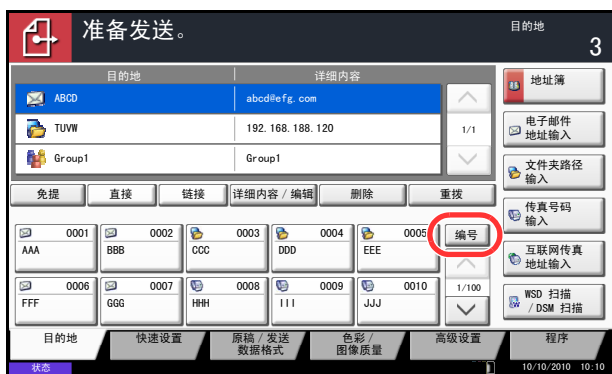 准备发送。
目的地
3
目的地 详细内容
ABCD abcd@efg.com
TUVW 192.168.188.120 1/1
Group1 Group1
免提 直接 链接 详细内容 / 编辑 删除 重拨
0001 0002 0003 0004 0005 编号
AAA BBB CCC DDD EEE
0006 0007 0008 0009 0010 1/100
FFF GGG HHH III JJJ
地址簿
电子邮件
地址输入
文件夹路径
输入
传真号码
输入
互联网传真
地址输入
WSD 扫描
/ DSM 扫描
目的地 快速设置 原稿 / 发送 色彩 / 高级设置 程序
数据格式 图像质量
状态 10/10/2010 10:10